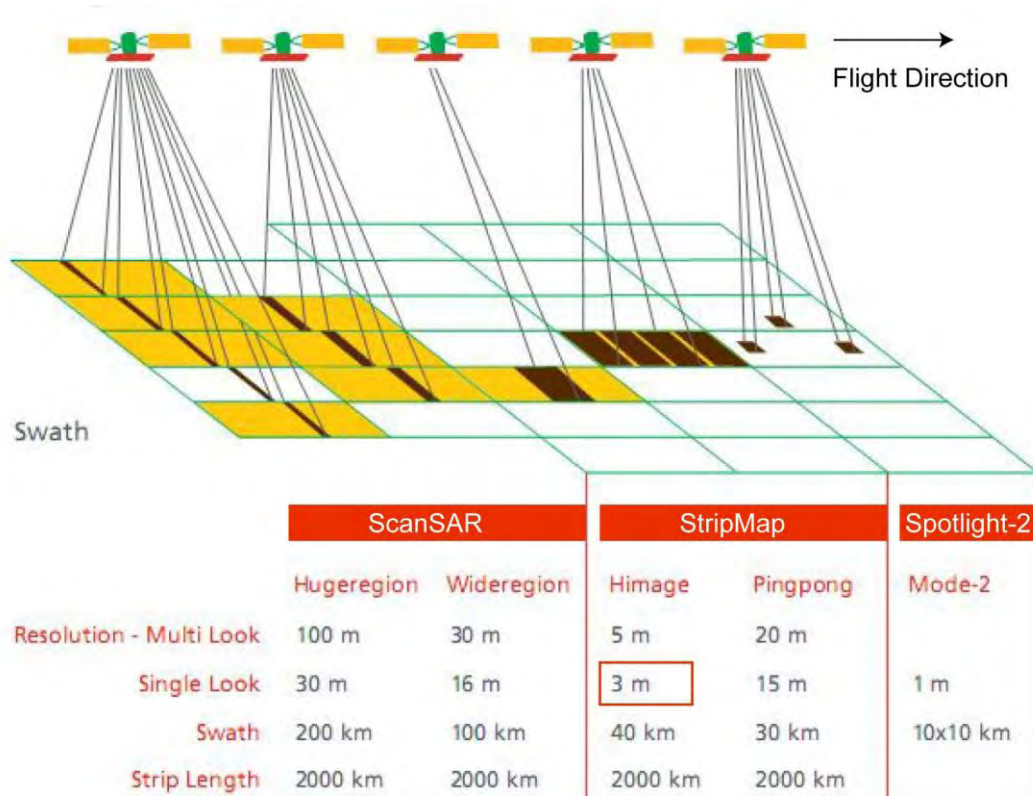 Flight Direction
Swath
ScanSAR StripMap Spotlight-2
Hugeregion Wideregion Himage Pingpong Mode-2
Resolution - Multi Look 100 m 30 m 5 m 20 m
Single Look 30 m 16 m 3 m 15 m 1 m
Swath 200 km 100 km 40 km 30 km 10x10 km
Strip Length 2000 km 2000 km 2000 km 2000 km